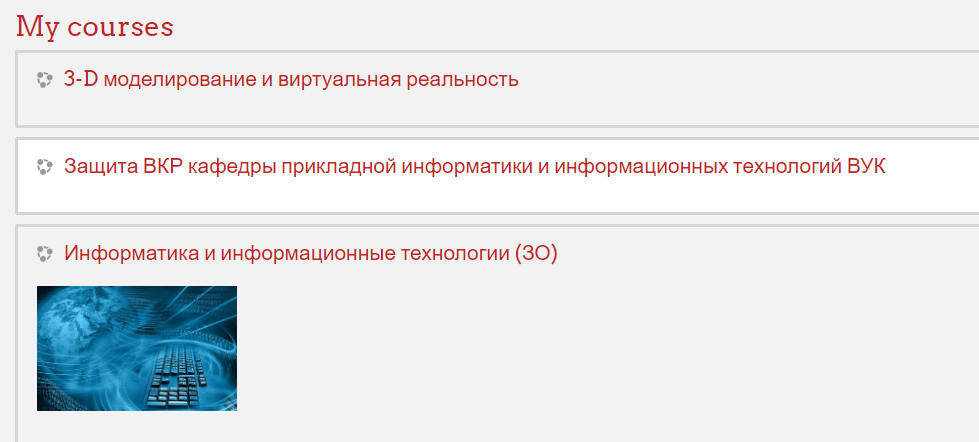 My courses
3-D моделирование и виртуальная реальность
Защита ВКР кафедры прикладной информатики и информационных технологий ВУК
Информатика и информационные технологии (ЗО)